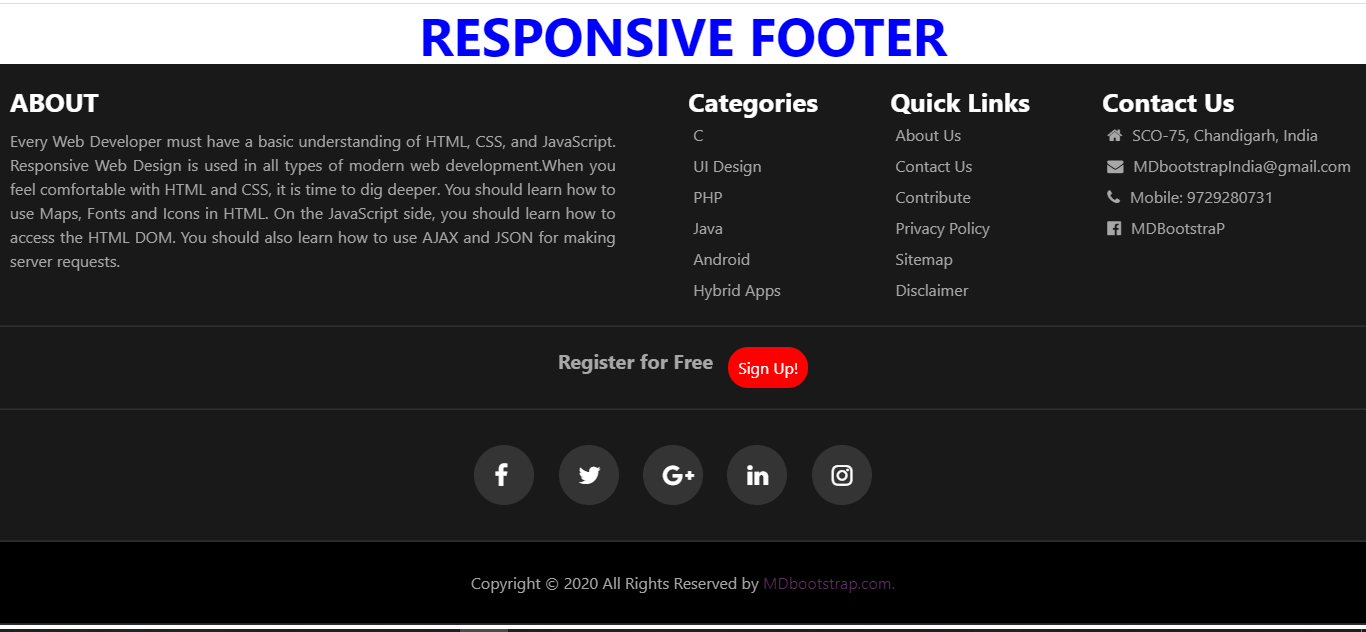 RESPONSIVE FOOTER
ABOUT
Every Web Developer must have a basic understanding of HTML, CSS, and JavaScript.
Responsive Web Design is used in all types of modern web development.When you
feel comfortable with HTML and CSS, it is time to dig deeper. You should learn how to
use Maps, Fonts and Icons in HTML. On the JavaScript side, you should learn how to
access the HTML DOM. You should also learn how to use AJAX and JSON for making
server requests.
Categories
C
UI Design
PHP
Java
Android
Hybrid Apps
Quick Links
About Us
Contact Us
Contribute
Privacy Policy
Sitemap
Disclaimer
Contact Us
SCO-75, Chandigarh, India
MDbootstrapIndia@gmail.com
Mobile: 9729280731
MDBootstraP
Register for Free
Sign Up!
Copyright © 2020 All Rights Reserved by MDbootstrap.com.